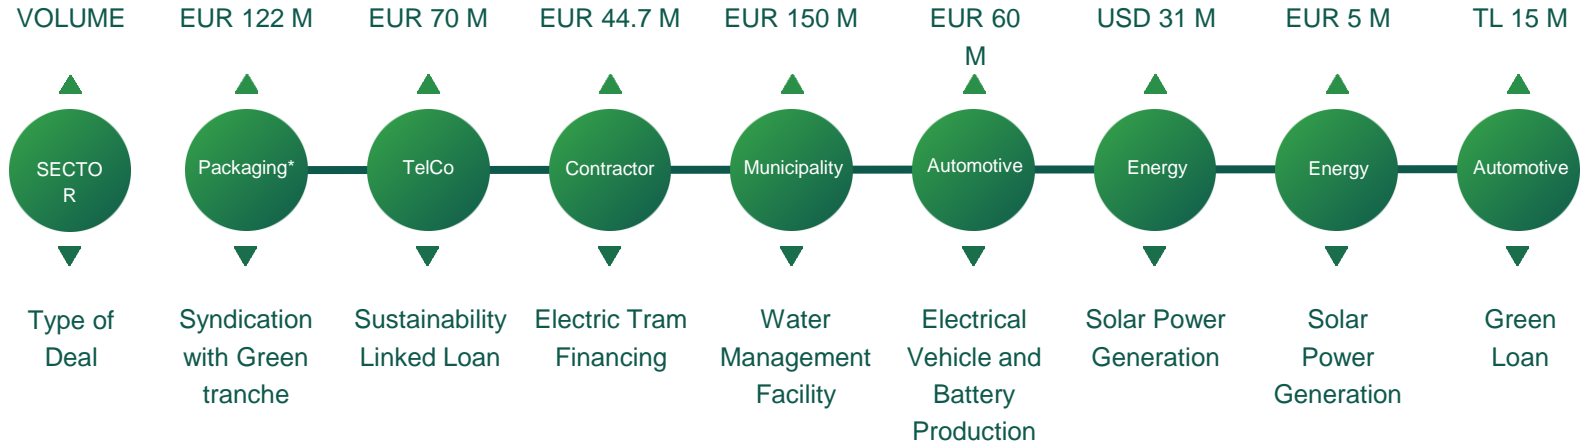 VOLUME
EUR 122 M
EUR 70 M
EUR 44.7 M
EUR 150 M
EUR 60
M
USD 31 M
EUR 5 M
TL 15 M
SECTO
R
Packaging*
TelCo
Contractor
Municipality
Automotive
Energy
Energy
Automotive
Type of
Deal
Syndication
with Green
tranche
Sustainability
Linked Loan
Electric Tram
Financing
Water
Management
Facility
Electrical
Vehicle and
Battery
Production
Solar Power
Generation
Solar
Power
Generation
Green
Loan